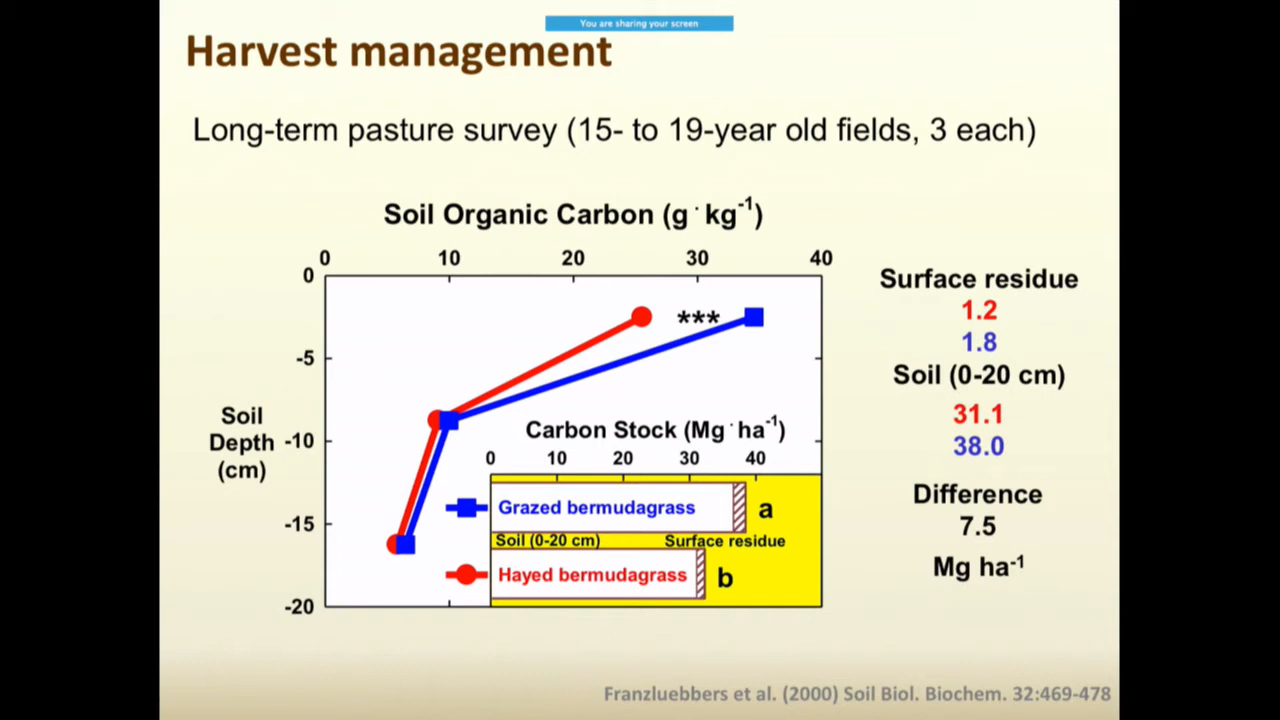 You are sharing your screen
Harvest management
Long-term pasture survey (15- to 19-year old fields, 3 each)
Soil Organic Carbon (g · kg-1)
0 10 20 30 40
0
-5
-10
-15
-20
Soil
Depth
(cm)
***
Carbon Stock (Mg · ha-1)
0 10 20 30 40
Grazed bermudagrass a
Soil (0-20 cm) Surface residue
Hayed bermudagrass b
Surface residue
1.2
1.8
Soil (0-20 cm)
31.1
38.0
Difference
7.5
Mg ha-1
Franzluebbers et al. (2000) Soil Biol. Biochem. 32:469-478